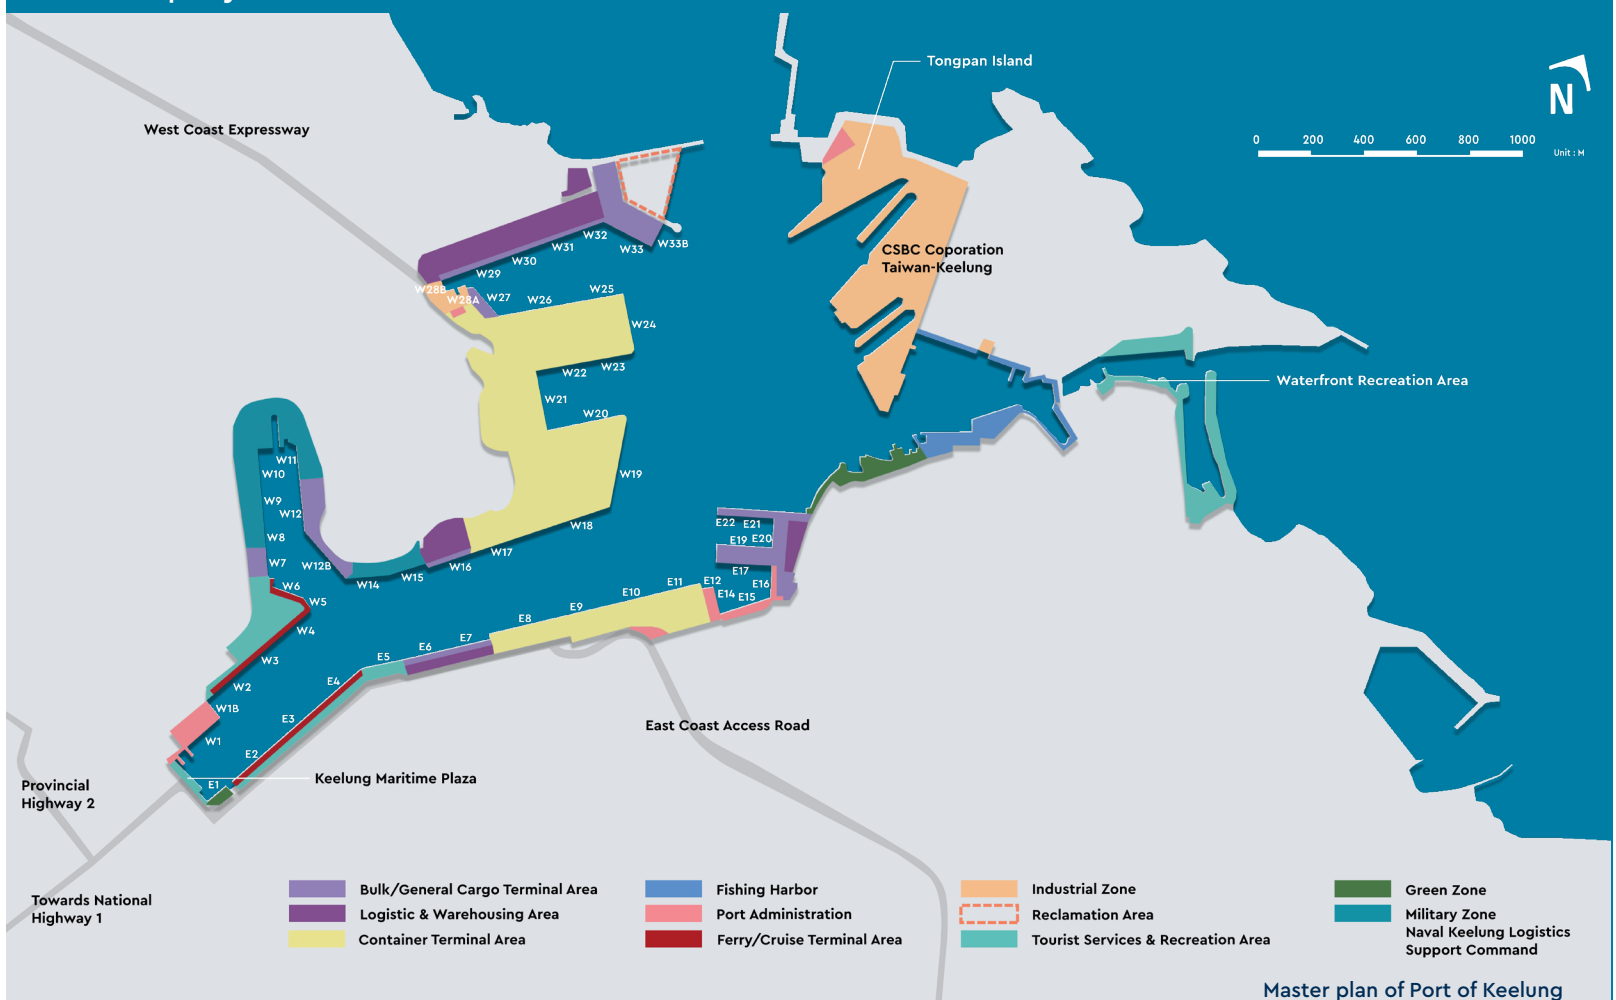 Tongpan Island
N
West Coast Expressway
0 200 400 600 800 1000
Unit : M
W32
W31
W33
W33B
W30
W29
W28B
W28A
W27
W26
W25
W24
W23
W22
W21
W20
W19
W18
W17
W16
W15
W14
W12B
W12
W11
W10
W9
W8
W7
W6
W5
W4
W3
W2
W1B
W1
CSBC Coporation
Taiwan-Keelung
Waterfront Recreation Area
E22
E21
E20
E19
E17
E16
E15
E14
E12
E11
E10
E9
E8
E7
E6
E5
E4
E3
E2
E1
East Coast Access Road
Keelung Maritime Plaza
Provincial
Highway 2
Towards National
Highway 1
Bulk/General Cargo Terminal Area
Logistic & Warehousing Area
Container Terminal Area
Fishing Harbor
Port Administration
Ferry/Cruise Terminal Area
Industrial Zone
Reclamation Area
Tourist Services & Recreation Area
Green Zone
Military Zone
Naval Keelung Logistics
Support Command
Master plan of Port of Keelung